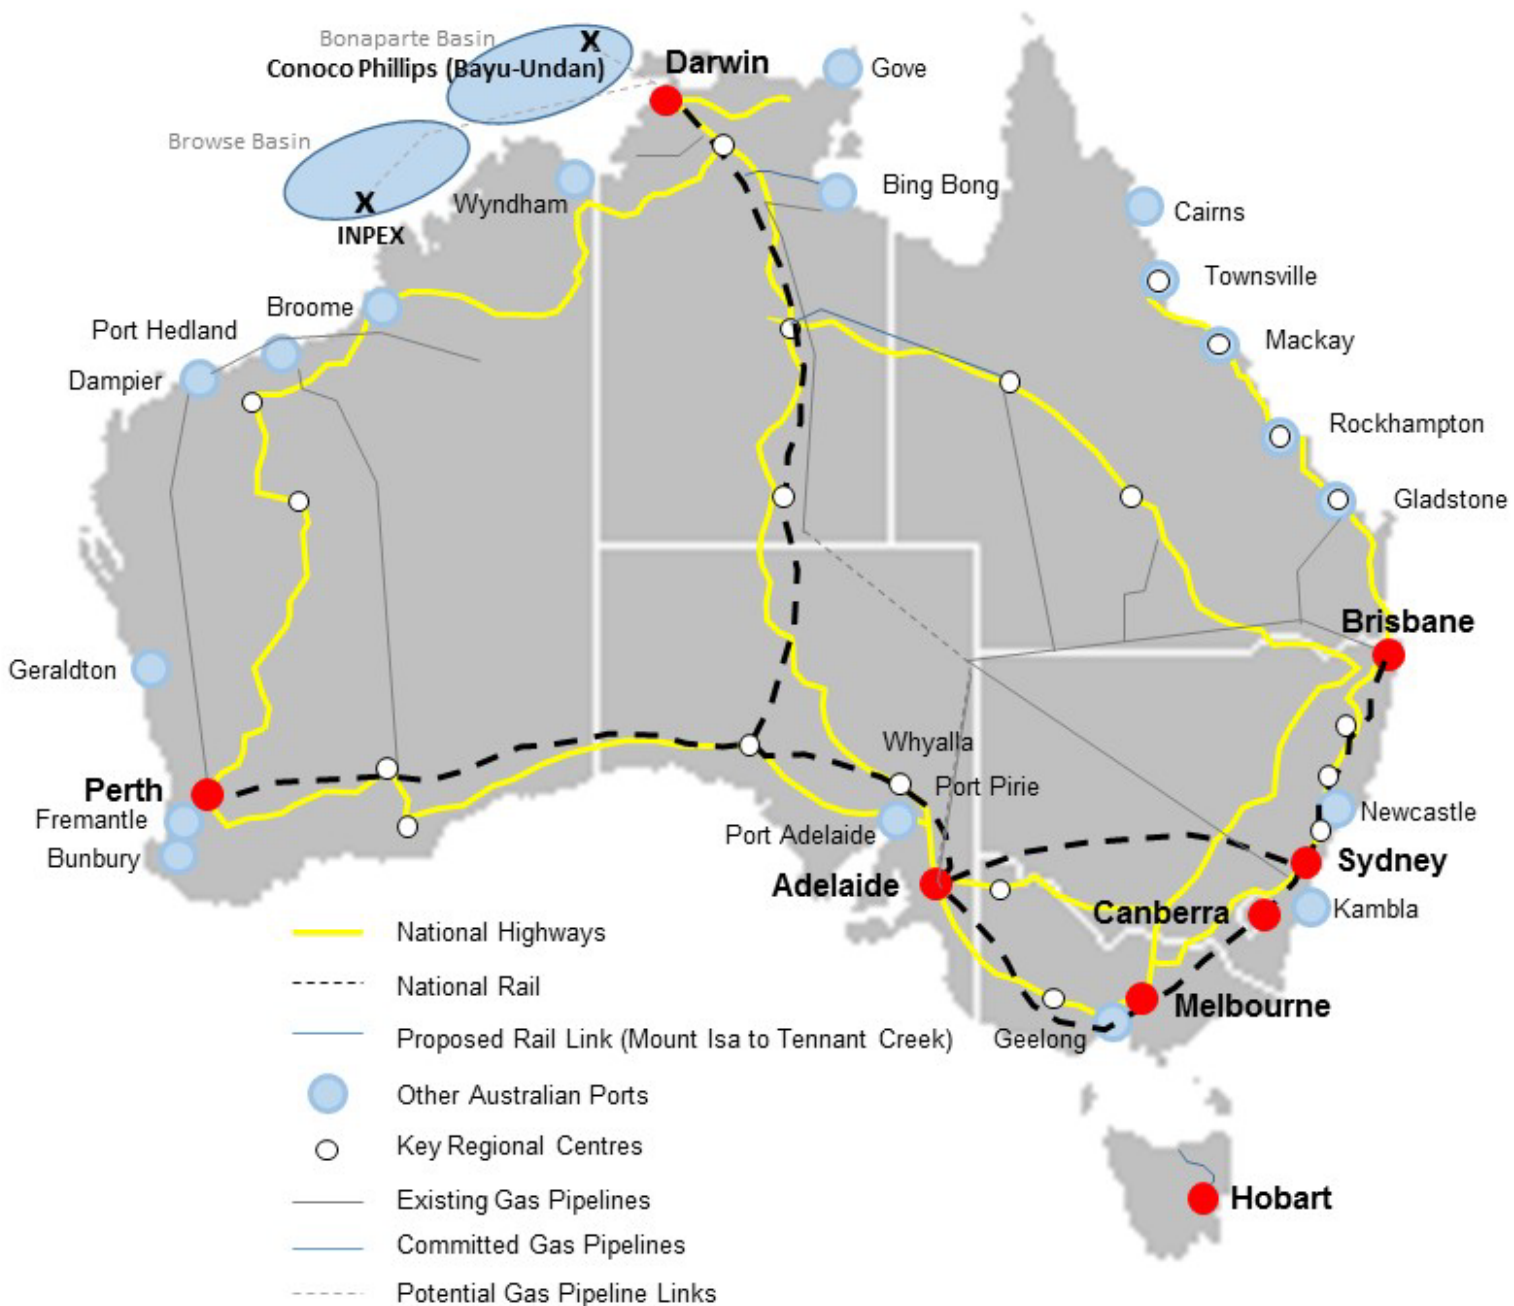 Bonaparte Basin
Conoco Phillips (Bayu-Undan)
X
Darwin
Gove
Browse Basin
X
INPEX
Wyndham
Bing Bong
Cairns
Townsville
Broome
Port Hedland
Mackay
Dampier
Rockhampton
Gladstone
Brisbane
Geraldton
Whyalla
Port Pirie
Perth
Fremantle
Bunbury
Port Adelaide
Newcastle
Sydney
Adelaide
Canberra
Kambla
Melbourne
Geelong
Hobart
National Highways
National Rail
Proposed Rail Link (Mount Isa to Tennant Creek)
Other Australian Ports
Key Regional Centres
Existing Gas Pipelines
Committed Gas Pipelines
Potential Gas Pipeline Links